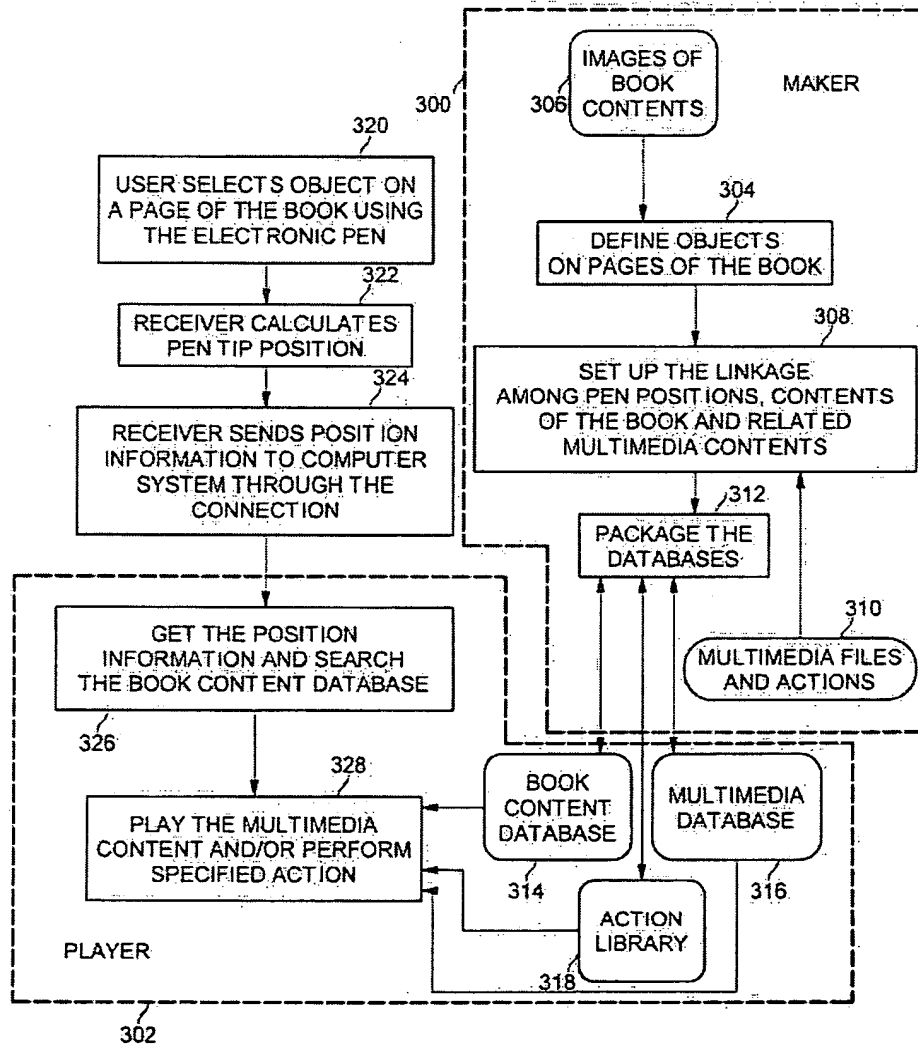 300
306
IMAGES OF
BOOK
CONTENTS
MAKER
304
DEFINE OBJECTS
ON PAGES OF THE BOOK
308
SET UP THE LINKAGE
AMONG PEN POSITIONS, CONTENTS
OF THE BOOK AND RELATED
MULTIMEDIA CONTENTS
312
PACKAGE THE
DATABASES
310
MULTIMEDIA FILES
AND ACTIONS
320
USER SELECTS OBJECT ON
A PAGE OF THE BOOK USING
THE ELECTRONIC PEN
322
RECEIVER CALCULATES
PEN TIP POSITION
324
RECEIVER SENDS POSITION
INFORMATION TO COMPUTER
SYSTEM THROUGH THE
CONNECTION
GET THE POSITION
INFORMATION AND SEARCH
THE BOOK CONTENT DATABASE
326
328
PLAY THE MULTIMEDIA
CONTENT AND/OR PERFORM
SPECIFIED ACTION
BOOK
CONTENT
DATABASE
314
MULTIMEDIA
DATABASE
316
ACTION
LIBRARY
318
PLAYER
302